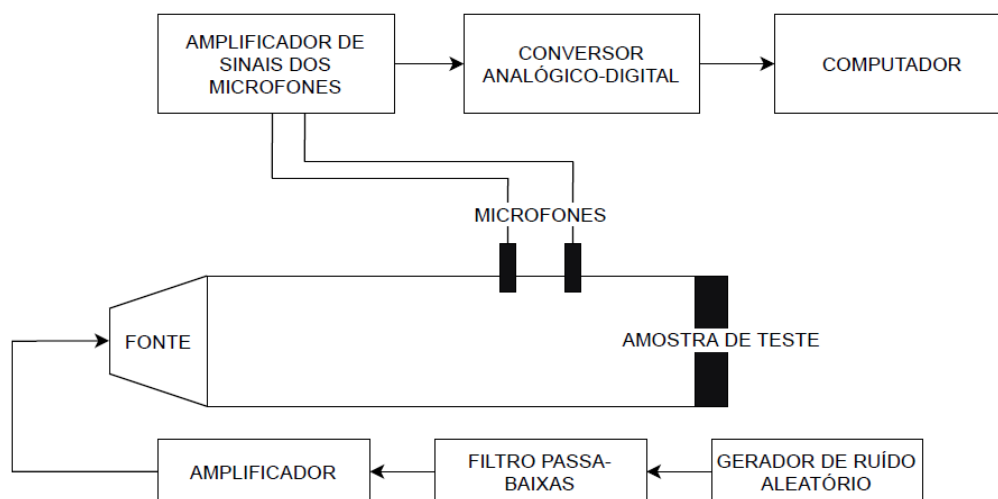 AMPLIFICADOR DE
SINAIS DOS
MICROFONES
CONVERSOR
ANALÓGICO-DIGITAL
COMPUTADOR
MICROFONES
FONTE
AMOSTRA DE TESTE
AMPLIFICADOR
FILTRO PASSA-
BAIXAS
GERADOR DE RUÍDO
ALEATÓRIO